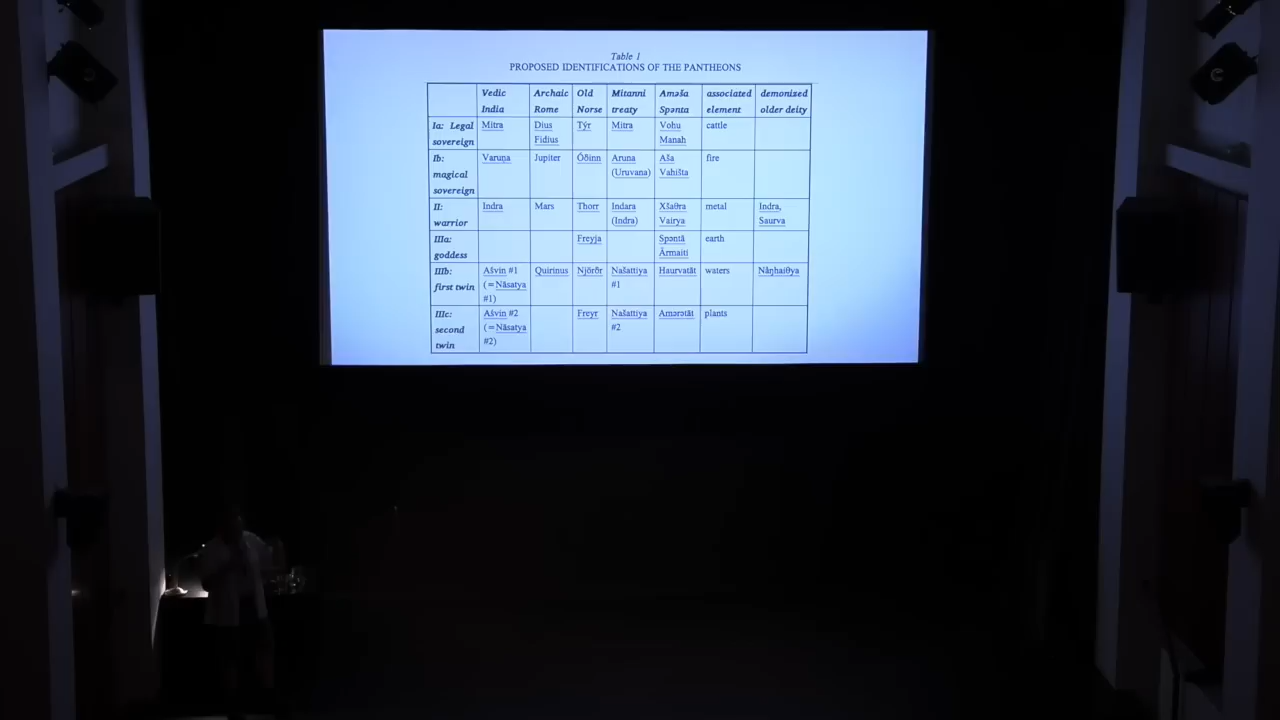 Table 1
PROPOSED IDENTIFICATIONS OF THE PANTHEONS
Vedic India Archaic Rome Old Norse Mitanni treaty Aməša Spənta associated element demonized older deity
Ia: Legal sovereign Mitra Dius Fidius Týr Mitra Vohu Manah cattle
Ib: magical sovereign Varuṇa Jupiter Óðinn Aruna (Uruvana) Aša Vahišta fire
II: warrior Indra Mars Thorr Indara (Indra) Xšaθra Vairya metal Indra, Saurva
IIIa: goddess Freyja Spəntā Ārmaiti earth
IIIb: first twin Ašvin #1 (=Nāsatya #1) Quirinus Njörðr Našattiya #1 Haurvatāt waters Nåŋhaiθya
IIIc: second twin Ašvin #2 (=Nāsatya #2) Freyr Našattiya #2 Amərətāt plants